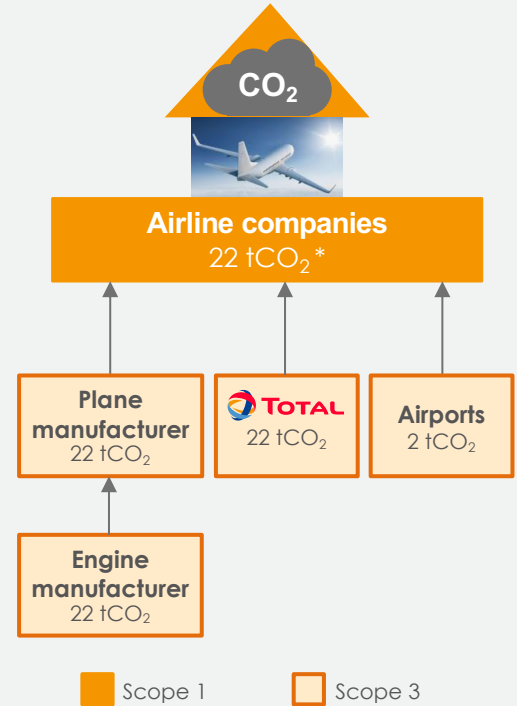 CO₂
Airline companies
22 tCO₂*
Plane
manufacturer
22 tCO₂
TOTAL
22 tCO₂
Airports
2 tCO₂
Engine
manufacturer
22 tCO₂
Scope 1
Scope 3